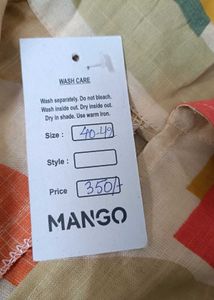 WASH CARE
Wash separately. Do not bleach.
Wash inside out. Dry inside out.
Dry in shade. Use warm iron.
Size : 40-42
Style :
Price 350/-
MANGO